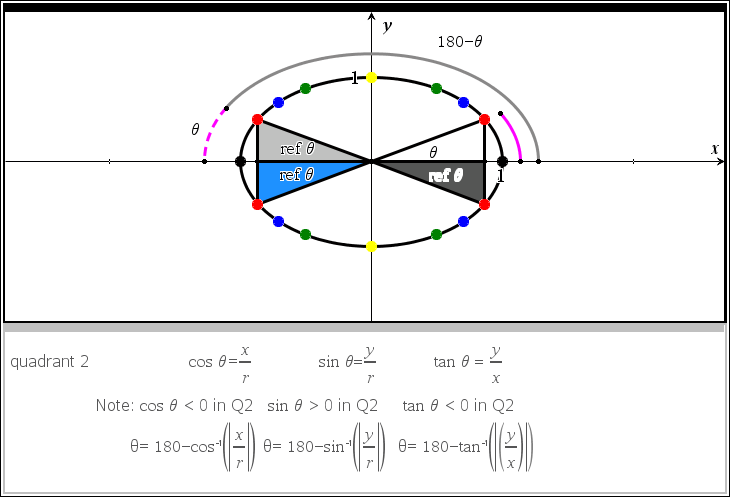 y
180–θ
1
θ
ref θ
θ
x
ref θ
ref θ
1
quadrant 2 cos θ=x/r sin θ=y/r tan θ = y/x
Note: cos θ < 0 in Q2 sin θ > 0 in Q2 tan θ < 0 in Q2
θ= 180–cos⁻¹(|x/r|) θ= 180–sin⁻¹(|y/r|) θ= 180–tan⁻¹(|(y/x)|)